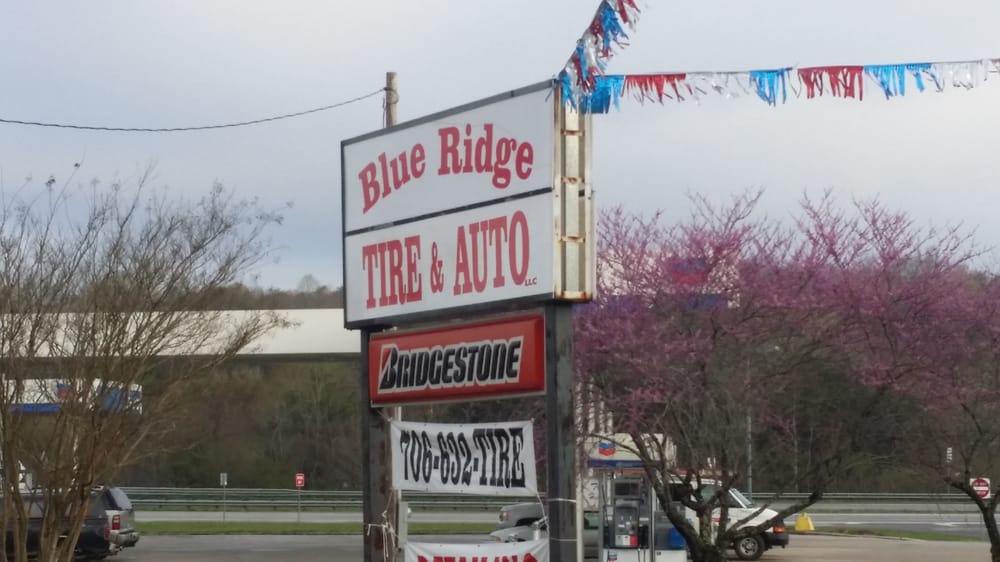 Blue Ridge
TIRE & AUTO LLC
BRIDGESTONE
706-632-TIRE